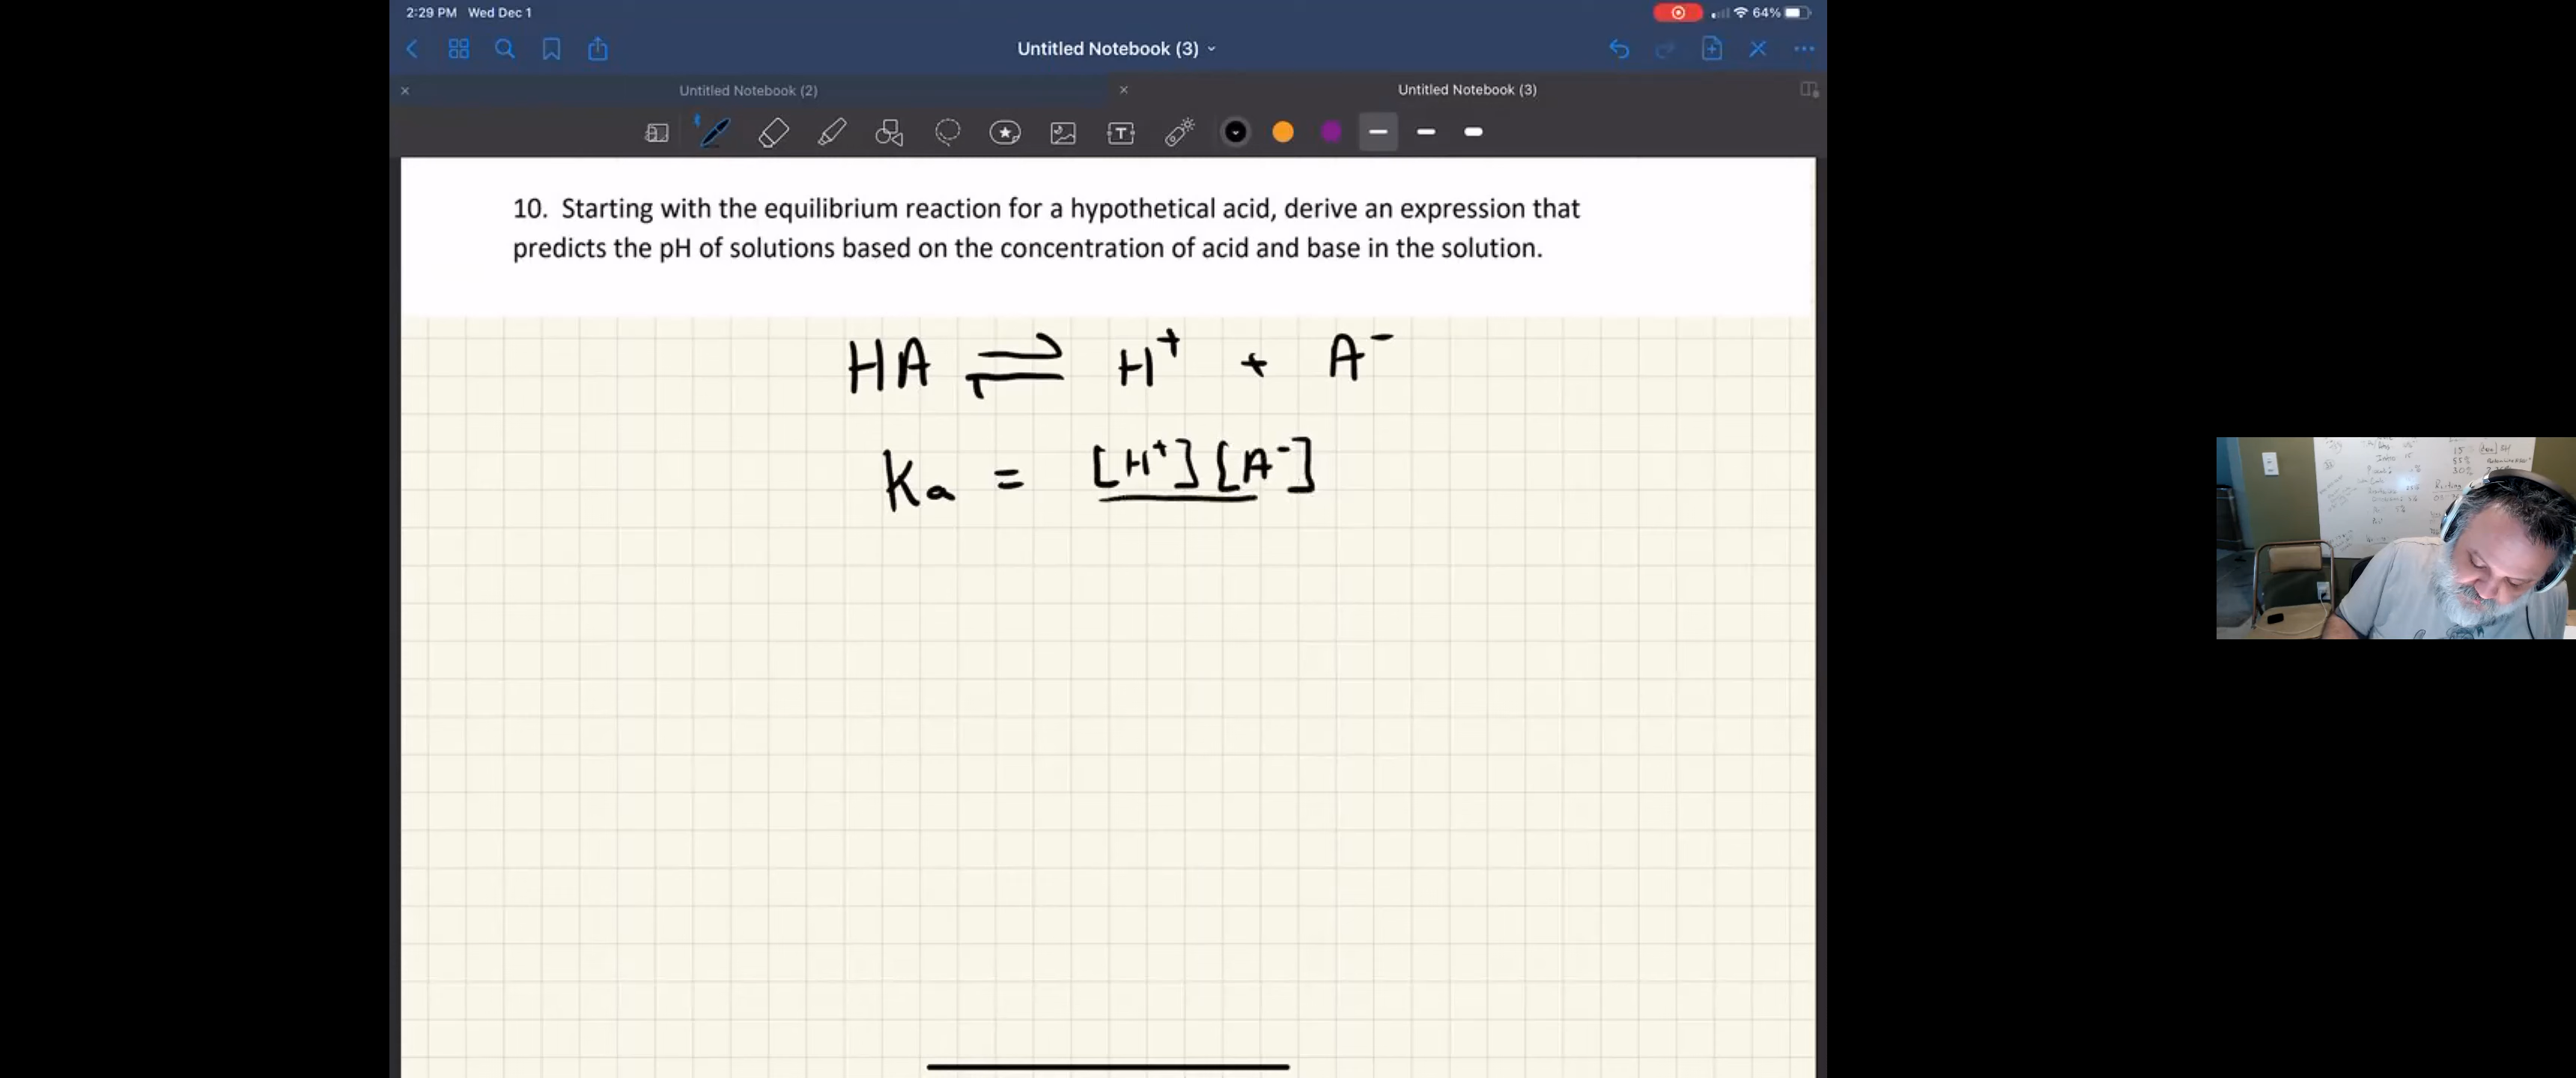 2:29 PM Wed Dec 1
64%
Untitled Notebook (3)
Untitled Notebook (2)
Untitled Notebook (3)
T
10. Starting with the equilibrium reaction for a hypothetical acid, derive an expression that
predicts the pH of solutions based on the concentration of acid and base in the solution.
HA ⇌ H⁺ + A⁻
Ka = [H⁺][A⁻]